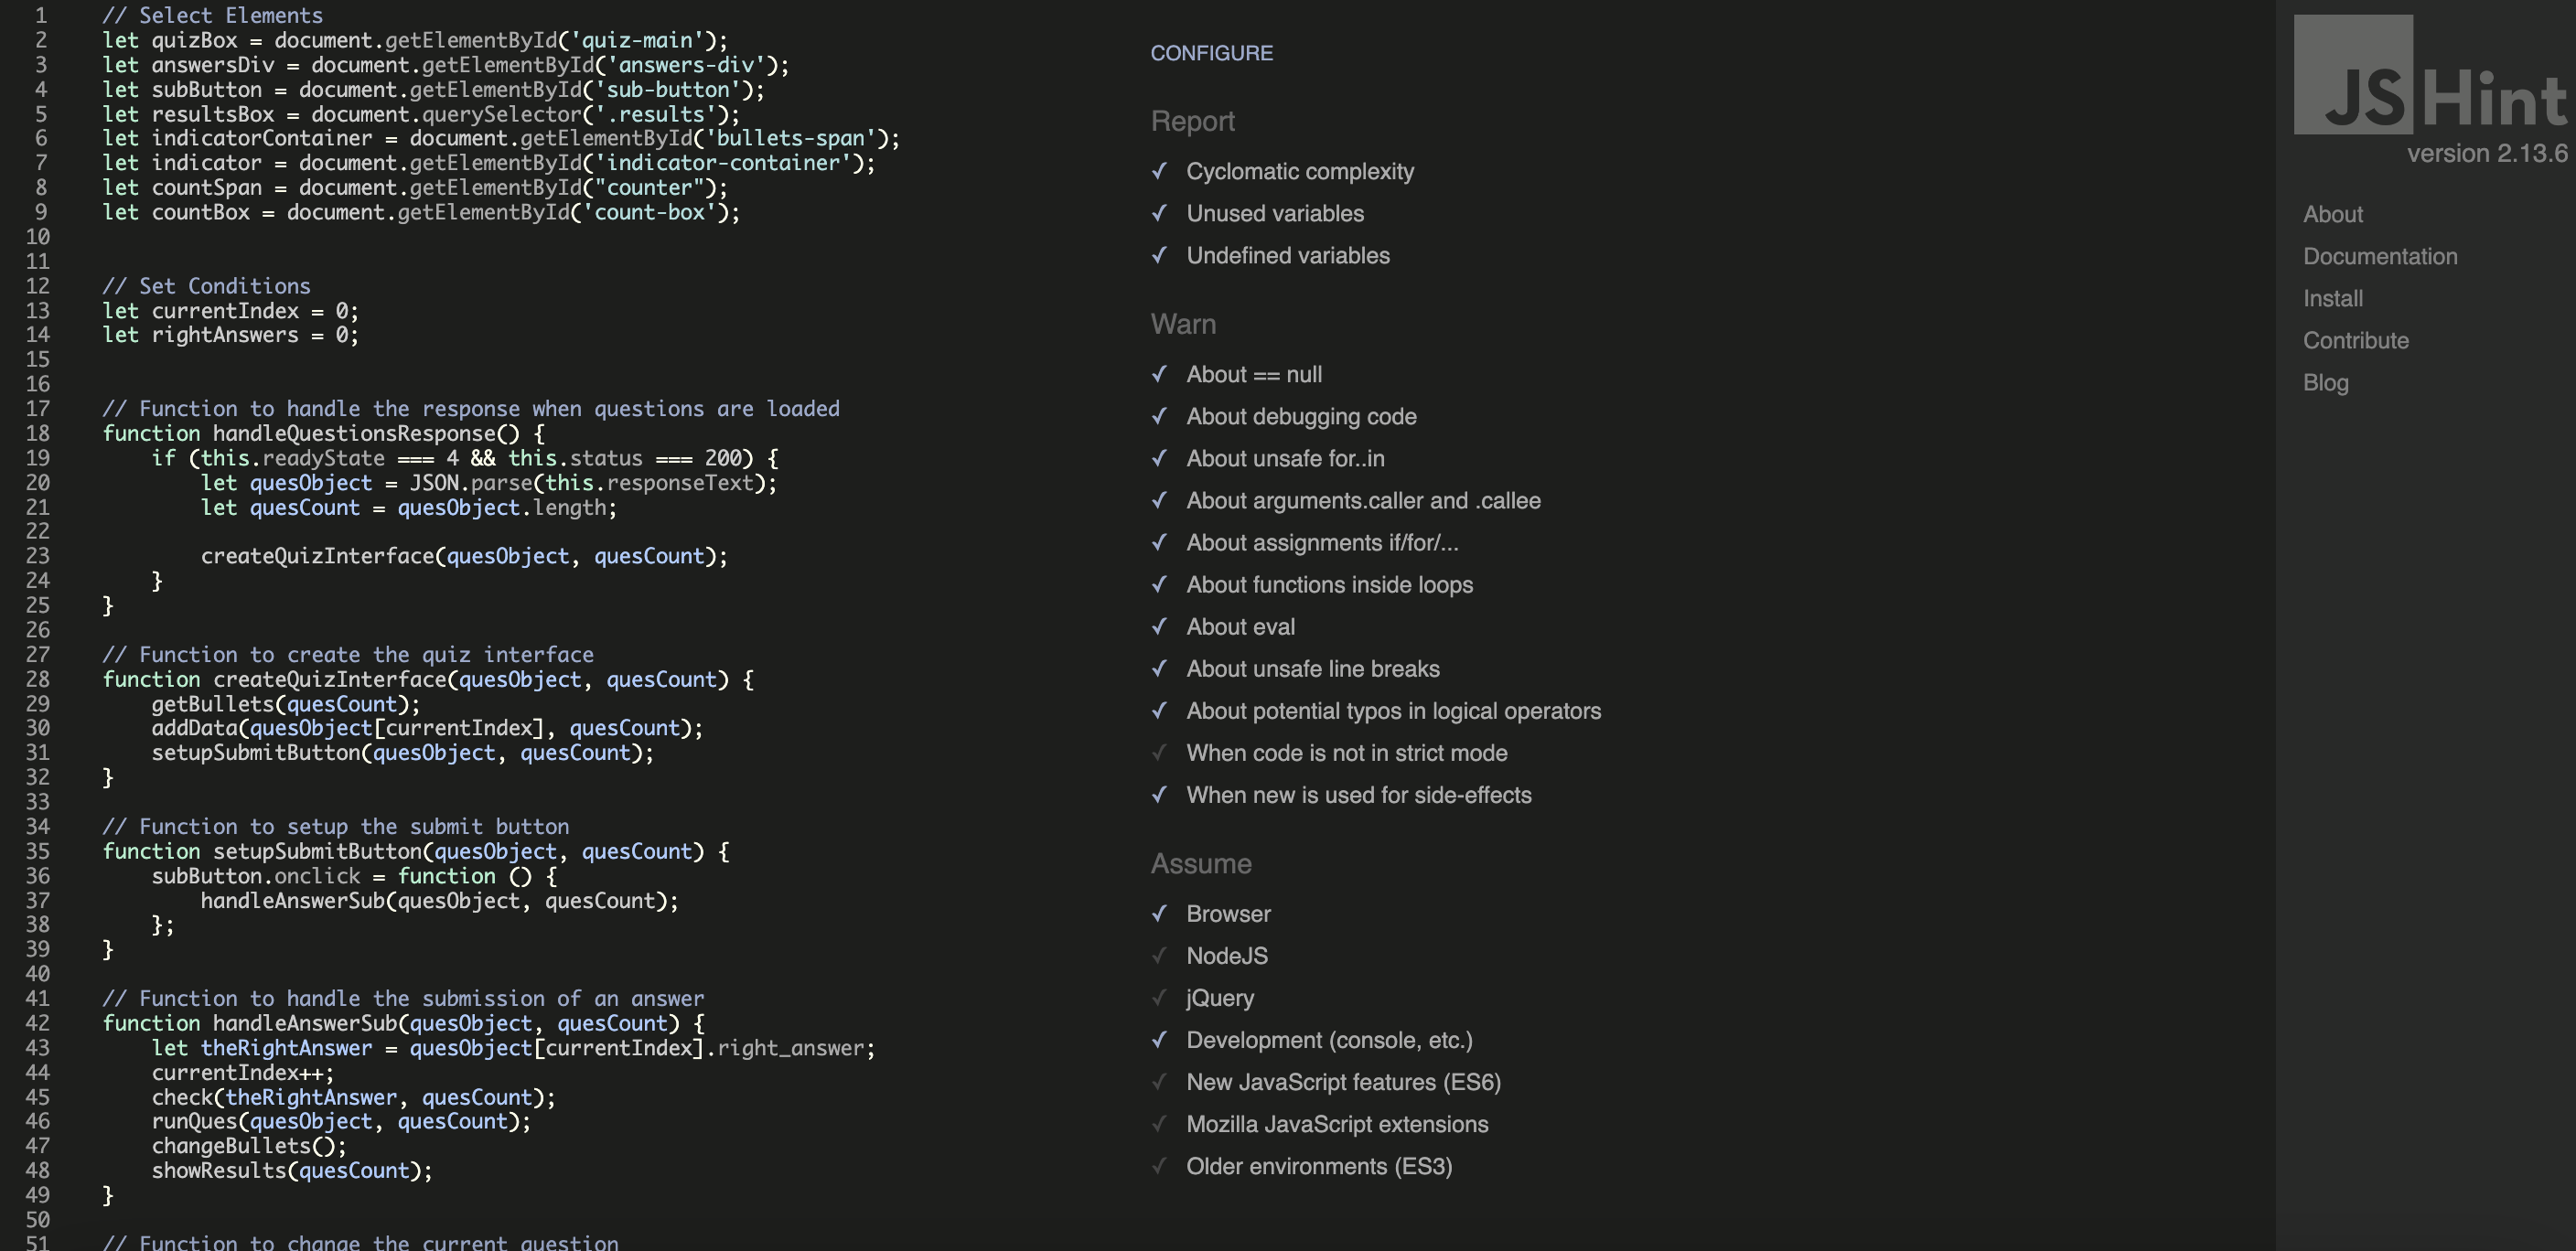 1 // Select Elements
2 let quizBox = document.getElementById('quiz-main');
3 let answersDiv = document.getElementById('answers-div');
4 let subButton = document.getElementById('sub-button');
5 let resultsBox = document.querySelector('.results');
6 let indicatorContainer = document.getElementById('bullets-span');
7 let indicator = document.getElementById('indicator-container');
8 let countSpan = document.getElementById("counter");
9 let countBox = document.getElementById('count-box');
10
11
12 // Set Conditions
13 let currentIndex = 0;
14 let rightAnswers = 0;
15
16
17 // Function to handle the response when questions are loaded
18 function handleQuestionsResponse() {
19     if (this.readyState === 4 && this.status === 200) {
20         let quesObject = JSON.parse(this.responseText);
21         let quesCount = quesObject.length;
22
23         createQuizInterface(quesObject, quesCount);
24     }
25 }
26
27 // Function to create the quiz interface
28 function createQuizInterface(quesObject, quesCount) {
29     getBullets(quesCount);
30     addData(quesObject[currentIndex], quesCount);
31     setupSubmitButton(quesObject, quesCount);
32 }
33
34 // Function to setup the submit button
35 function setupSubmitButton(quesObject, quesCount) {
36     subButton.onclick = function () {
37         handleAnswerSub(quesObject, quesCount);
38     };
39 }
40
41 // Function to handle the submission of an answer
42 function handleAnswerSub(quesObject, quesCount) {
43     let theRightAnswer = quesObject[currentIndex].right_answer;
44     currentIndex++;
45     check(theRightAnswer, quesCount);
46     runQues(quesObject, quesCount);
47     changeBullets();
48     showResults(quesCount);
49 }
50
51 // Function to change the current question
CONFIGURE
Report
✓ Cyclomatic complexity
✓ Unused variables
✓ Undefined variables
Warn
✓ About == null
✓ About debugging code
✓ About unsafe for..in
✓ About arguments.caller and .callee
✓ About assignments if/for/...
✓ About functions inside loops
✓ About eval
✓ About unsafe line breaks
✓ About potential typos in logical operators
✓ When code is not in strict mode
✓ When new is used for side-effects
Assume
✓ Browser
✓ NodeJS
✓ jQuery
✓ Development (console, etc.)
✓ New JavaScript features (ES6)
✓ Mozilla JavaScript extensions
✓ Older environments (ES3)
JSHint
version 2.13.6
About
Documentation
Install
Contribute
Blog